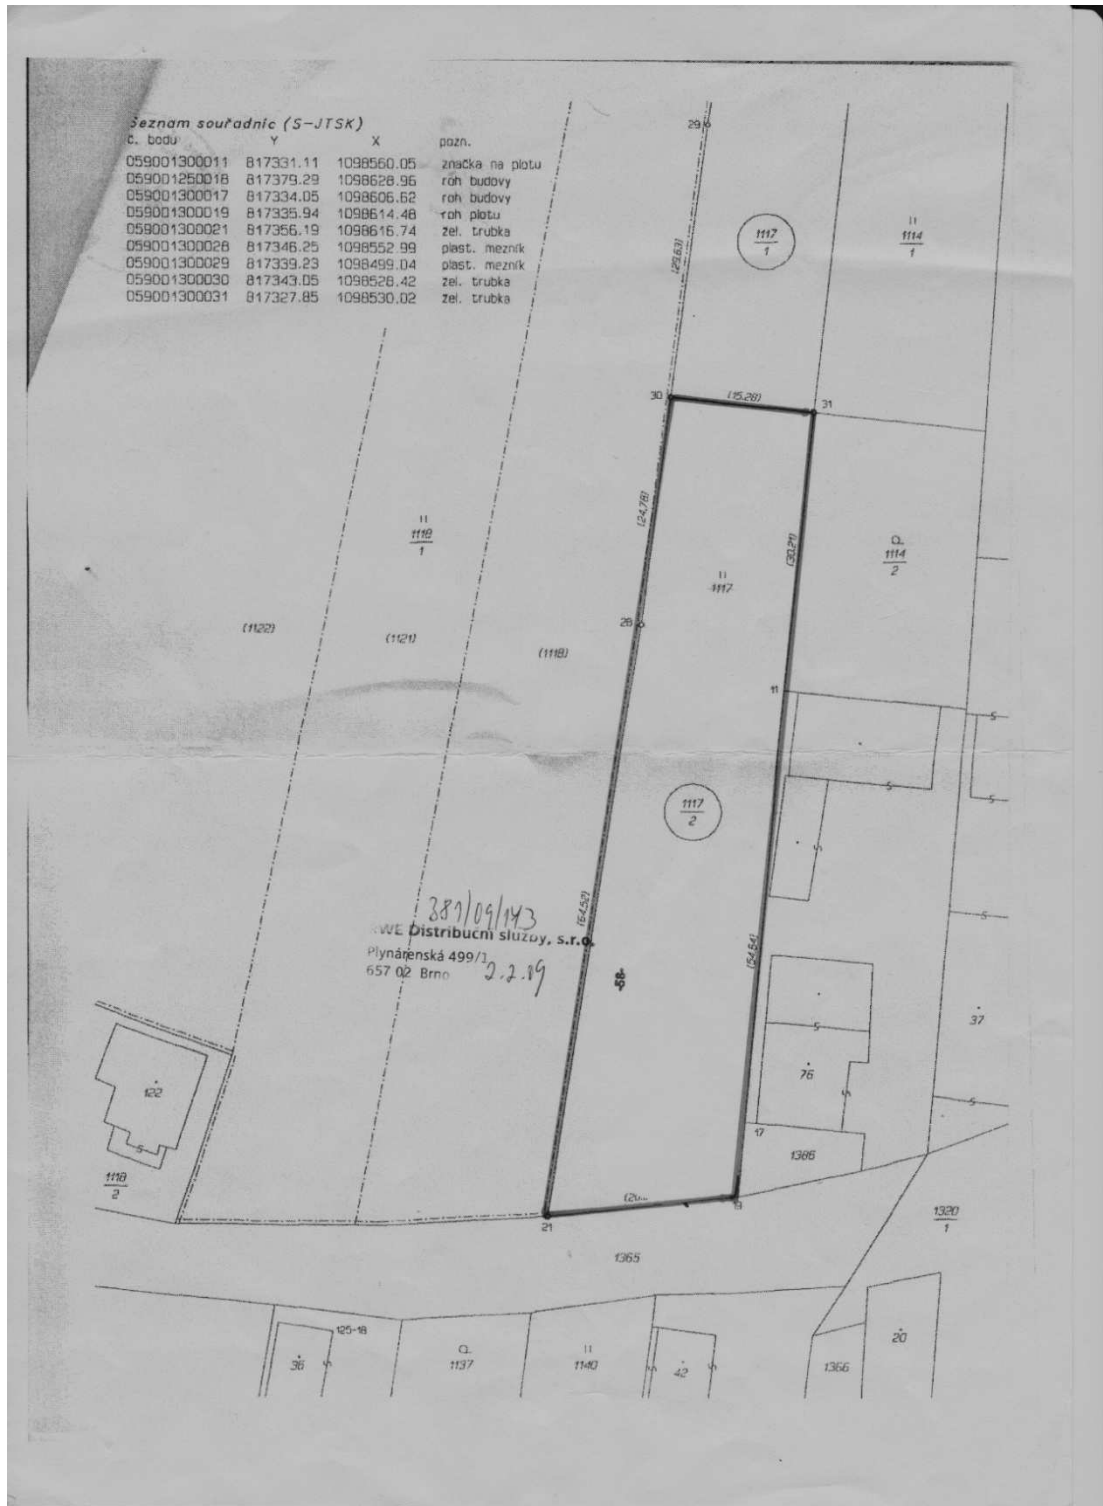 Seznam souřadnic (S-JTSK)
č. bodu Y X pozn.
059001300011 817331.11 1098560.05 značka na plotu
059001250018 817379.29 1098628.96 roh budovy
059001300017 817334.05 1098606.62 roh budovy
059001300019 817335.94 1098614.48 roh plotu
059001300021 817356.19 1098616.74 žel. trubka
059001300028 817346.25 1098552.99 plast. mezník
059001300029 817339.23 1098499.04 plast. mezník
059001300030 817343.05 1098528.42 žel. trubka
059001300031 817327.85 1098530.02 žel. trubka
29
(29.63)
1117
1
II
1114
1
30
(15.28)
31
II
1118
1
(24.78)
(30.21)
II
1117
p
1114
2
28
(1122)
(1121)
(1118)
11
S
S
S
1117
2
S
(64.52)
(54.54)
381/09/143
RWE Distribuční služby, s.r.o.
Plynárenská 499/1
657 02 Brno
2.2.09
-58-
S
37
S
122
76
S
S
S
17
1386
1118
2
(20...
19
21
1320
1
1365
125-18
36
S
p
1137
II
1140
S
42
S
1366
20